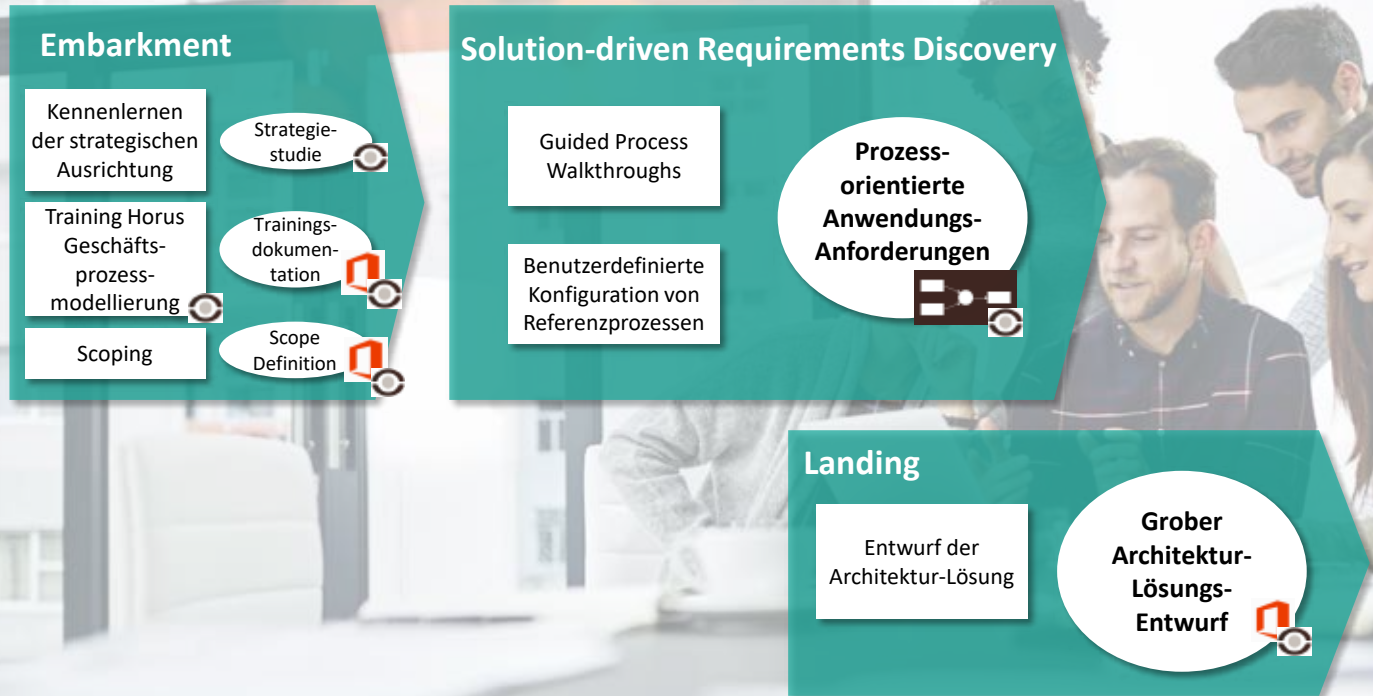 Embarkment
Kennenlernen
der strategischen
Ausrichtung
Strategie-
studie
Training Horus
Geschäfts-
prozess-
modellierung
Trainings-
dokumen-
tation
Scoping
Scope
Definition
Solution-driven Requirements Discovery
Guided Process
Walkthroughs
Benutzerdefinierte
Konfiguration von
Referenzprozessen
Prozess-
orientierte
Anwendungs-
Anforderungen
Landing
Entwurf der
Architektur-Lösung
Grober
Architektur-
Lösungs-
Entwurf